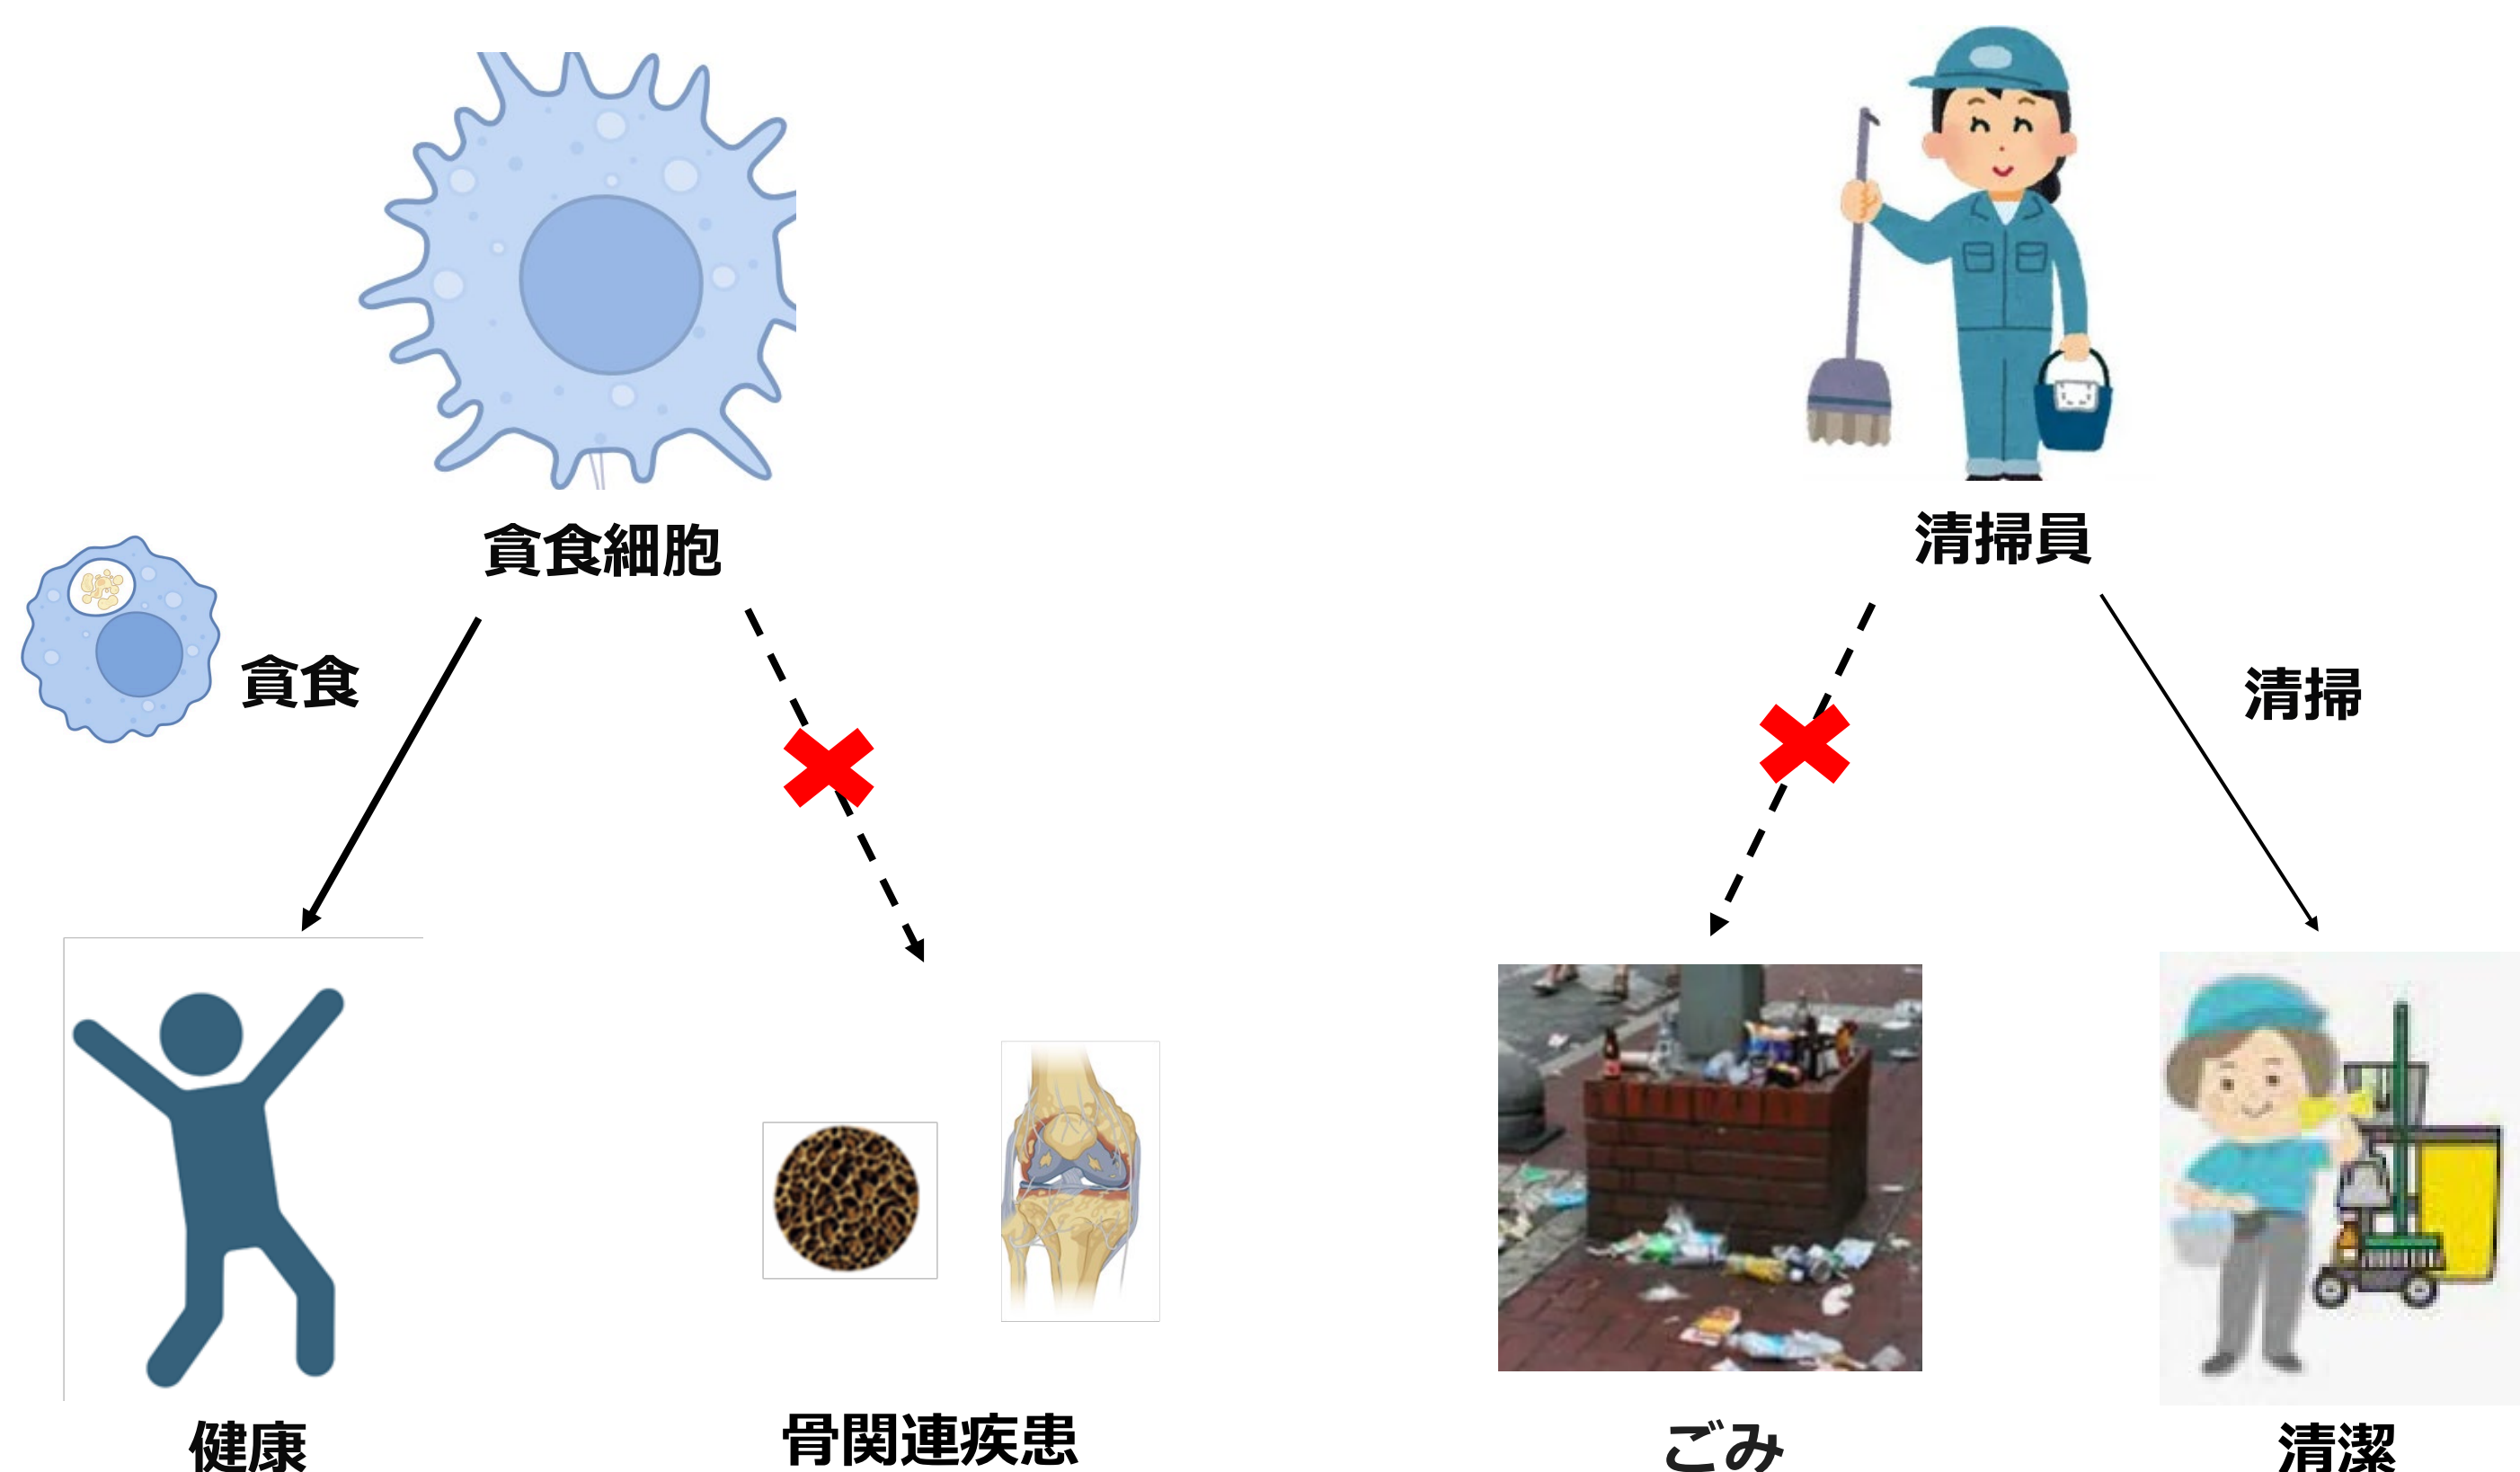 貪食細胞
清掃員
貪食
清掃
健康
骨関連疾患
ごみ
清潔